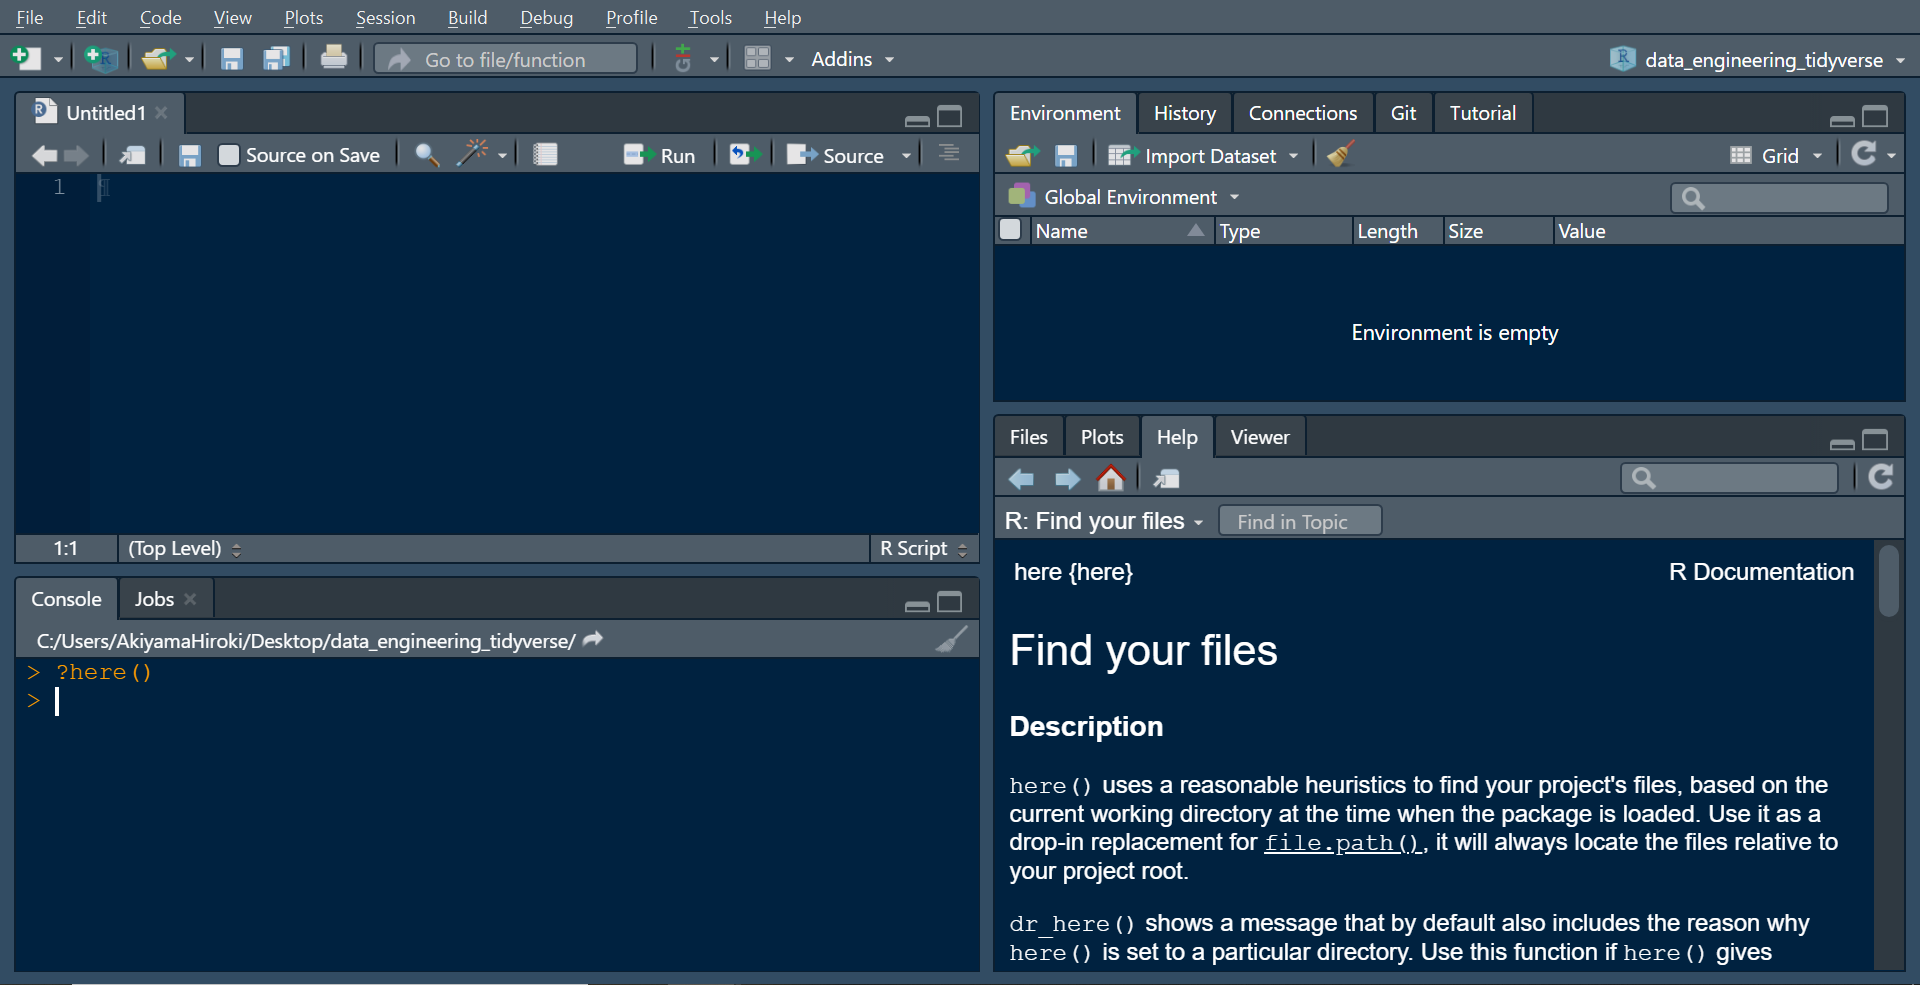 File Edit Code View Plots Session Build Debug Profile Tools Help
Go to file/function Addins data_engineering_tidyverse
Untitled1
Source on Save Run Source
1
1:1 (Top Level) R Script
Console Jobs
C:/Users/AkiyamaHiroki/Desktop/data_engineering_tidyverse/
> ?here()
>
Environment History Connections Git Tutorial
Import Dataset Grid
Global Environment
Name Type Length Size Value
Environment is empty
Files Plots Help Viewer
R: Find your files Find in Topic
here {here} R Documentation
Find your files
Description
here() uses a reasonable heuristics to find your project's files, based on the
current working directory at the time when the package is loaded. Use it as a
drop-in replacement for file.path(), it will always locate the files relative to
your project root.
dr_here() shows a message that by default also includes the reason why
here() is set to a particular directory. Use this function if here() gives